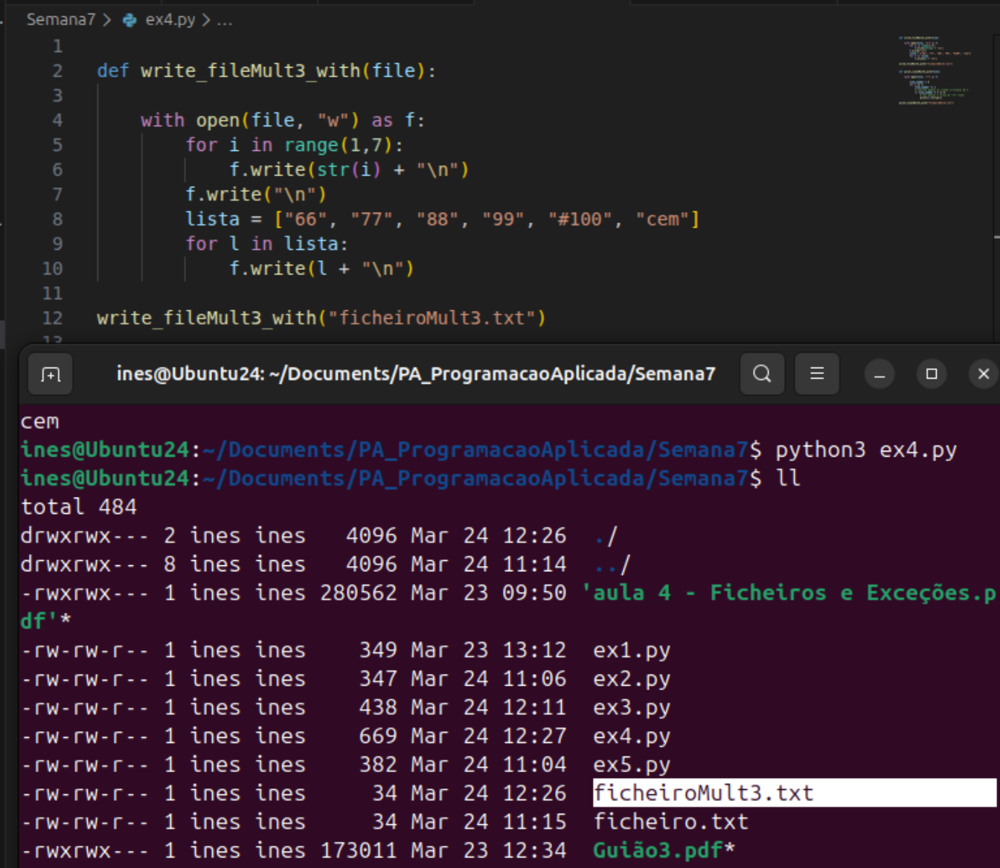 Semana7 > ex4.py > ...
1
2 def write_fileMult3_with(file):
3
4 with open(file, "w") as f:
5 for i in range(1,7):
6 f.write(str(i) + "\n")
7 f.write("\n")
8 lista = ["66", "77", "88", "99", "#100", "cem"]
9 for l in lista:
10 f.write(l + "\n")
11
12 write_fileMult3_with("ficheiroMult3.txt")
13
ines@Ubuntu24: ~/Documents/PA_ProgramacaoAplicada/Semana7
cem
ines@Ubuntu24:~/Documents/PA_ProgramacaoAplicada/Semana7$ python3 ex4.py
ines@Ubuntu24:~/Documents/PA_ProgramacaoAplicada/Semana7$ ll
total 484
drwxrwx--- 2 ines ines 4096 Mar 24 12:26 ./
drwxrwx--- 8 ines ines 4096 Mar 24 11:14 ../
-rwxrwx--- 1 ines ines 280562 Mar 23 09:50 'aula 4 - Ficheiros e Exceções.p
df'*
-rw-rw-r-- 1 ines ines 349 Mar 23 13:12 ex1.py
-rw-rw-r-- 1 ines ines 347 Mar 24 11:06 ex2.py
-rw-rw-r-- 1 ines ines 438 Mar 24 12:11 ex3.py
-rw-rw-r-- 1 ines ines 669 Mar 24 12:27 ex4.py
-rw-rw-r-- 1 ines ines 382 Mar 24 11:04 ex5.py
-rw-rw-r-- 1 ines ines 34 Mar 24 12:26 ficheiroMult3.txt
-rw-rw-r-- 1 ines ines 34 Mar 24 11:15 ficheiro.txt
-rwxrwx--- 1 ines ines 173011 Mar 23 12:34 Guião3.pdf*